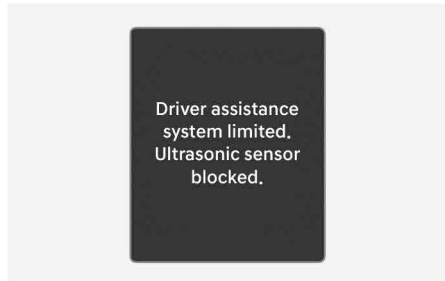 Driver assistance
system limited.
Ultrasonic sensor
blocked.